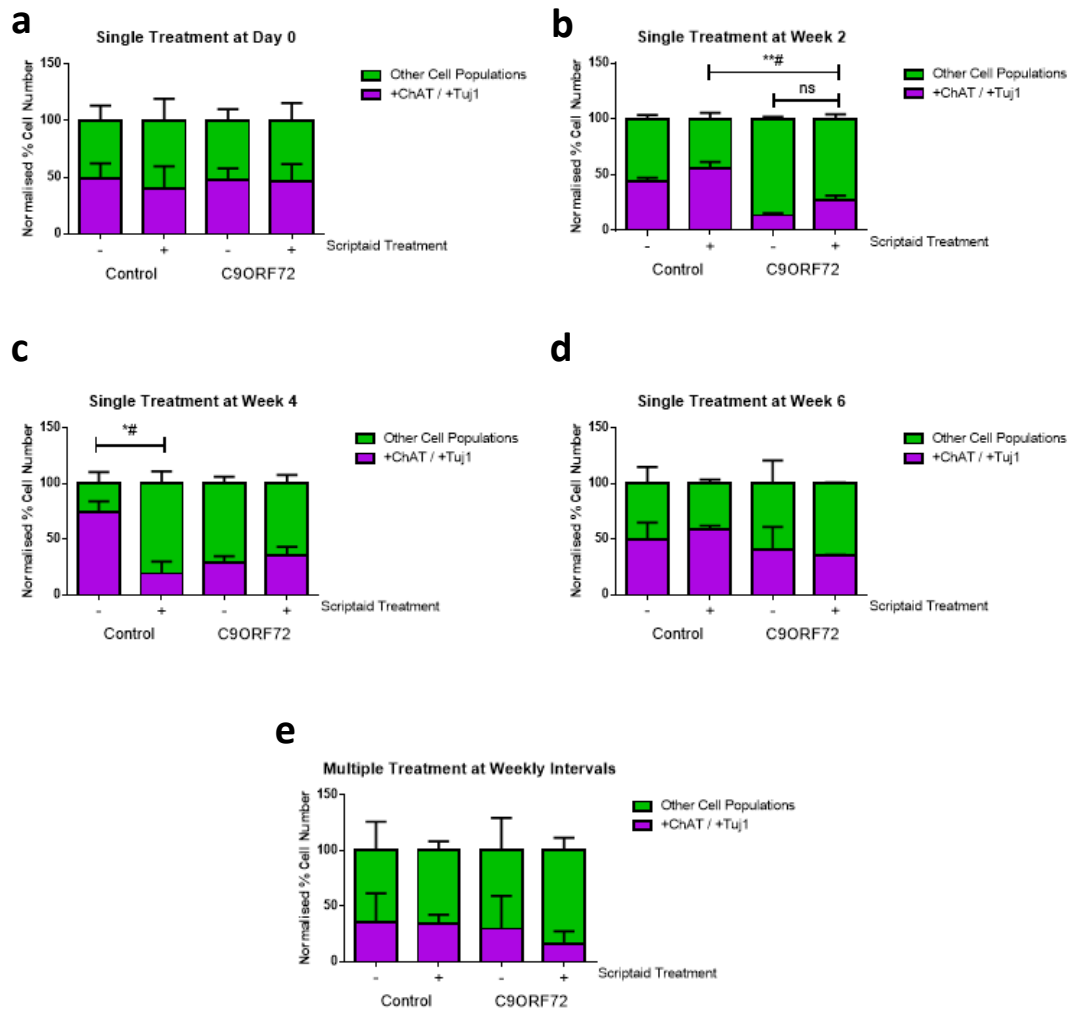 a
Single Treatment at Day 0
150
100
50
0
Normalised % Cell Number
Other Cell Populations
+ChAT / +Tuj1
- + - +
Scriptaid Treatment
Control C9ORF72
b
Single Treatment at Week 2
150
100
50
0
Normalised % Cell Number
**#
ns
Other Cell Populations
+ChAT / +Tuj1
- + - +
Scriptaid Treatment
Control C9ORF72
c
Single Treatment at Week 4
150
100
50
0
Normalised % Cell Number
*#
Other Cell Populations
+ChAT / +Tuj1
- + - +
Scriptaid Treatment
Control C9ORF72
d
Single Treatment at Week 6
150
100
50
0
Normalised % Cell Number
Other Cell Populations
+ChAT / +Tuj1
- + - +
Scriptaid Treatment
Control C9ORF72
e
Multiple Treatment at Weekly Intervals
150
100
50
0
Normalised % Cell Number
Other Cell Populations
+ChAT / +Tuj1
- + - +
Scriptaid Treatment
Control C9ORF72